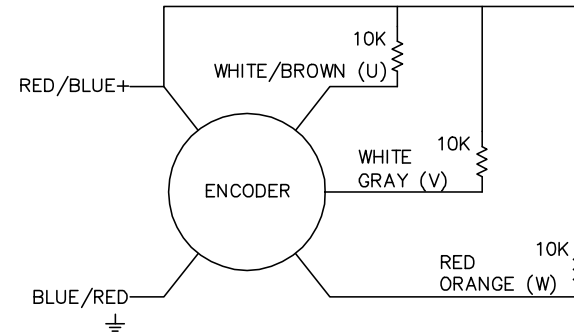 10K
WHITE/BROWN (U)
RED/BLUE+
10K
WHITE
GRAY (V)
ENCODER
10K
RED
ORANGE (W)
BLUE/RED-